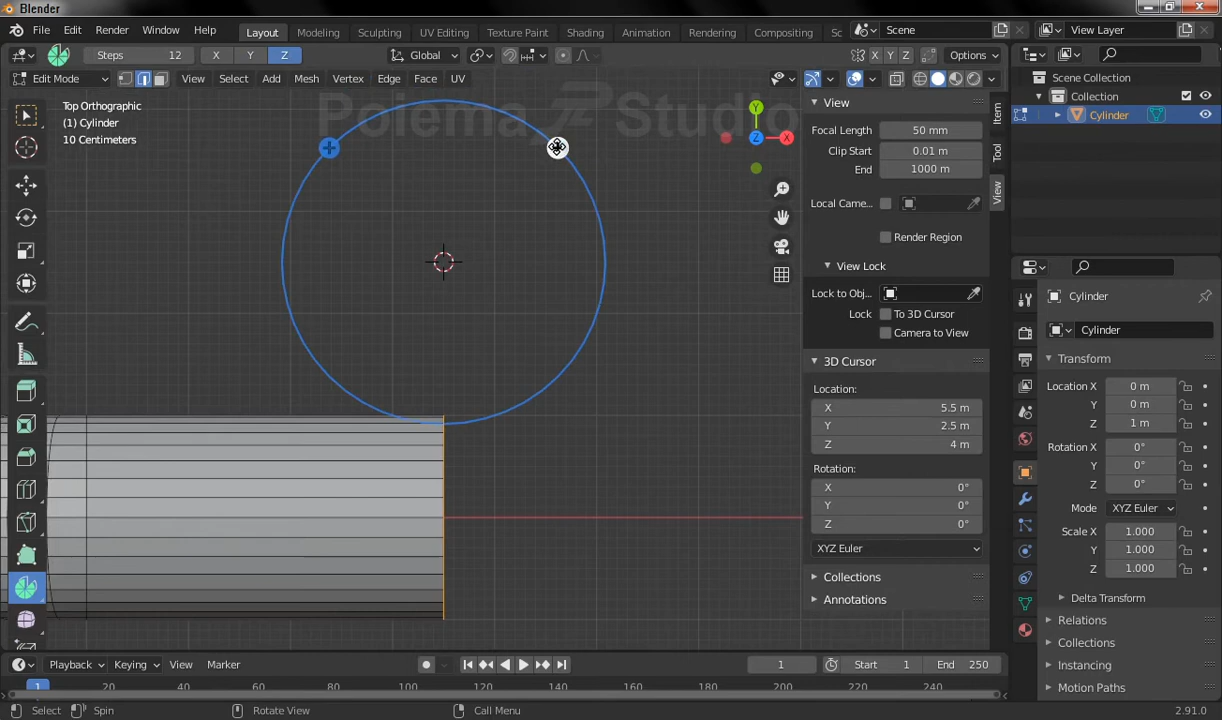 Blender
File Edit Render Window Help Layout Modeling Sculpting UV Editing Texture Paint Shading Animation Rendering Compositing Sc Scene View Layer
Steps 12 X Y Z Global X Y Z Options
Edit Mode View Select Add Mesh Vertex Edge Face UV
Poiema Studio
Top Orthographic
(1) Cylinder
10 Centimeters
Y
Z X
View
Focal Length 50 mm
Clip Start 0.01 m
End 1000 m
Local Came...
Render Region
View Lock
Lock to Obj...
Lock To 3D Cursor
Camera to View
3D Cursor
Location:
X 5.5 m
Y 2.5 m
Z 4 m
Rotation:
X 0°
Y 0°
Z 0°
XYZ Euler
Collections
Annotations
Item
Tool
View
Scene Collection
Collection
Cylinder
Cylinder
Cylinder
Transform
Location X 0 m
Y 0 m
Z 1 m
Rotation X 0°
Y 0°
Z 0°
Mode XYZ Euler
Scale X 1.000
Y 1.000
Z 1.000
Delta Transform
Relations
Collections
Instancing
Motion Paths
Playback Keying View Marker 1 Start 1 End 250
1 20 40 60 80 100 120 140 160 180 200 220 240
Select Spin Rotate View Call Menu 2.91.0